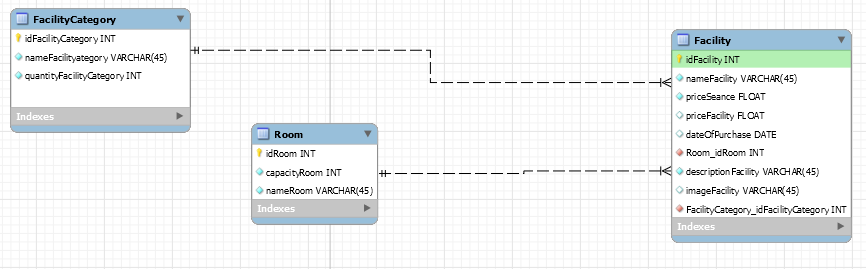 FacilityCategory
idFacilityCategory INT
nameFacilityategory VARCHAR(45)
quantityFacilityCategory INT
Indexes
Room
idRoom INT
capacityRoom INT
nameRoom VARCHAR(45)
Indexes
Facility
idFacility INT
nameFacility VARCHAR(45)
priceSeance FLOAT
priceFacility FLOAT
dateOfPurchase DATE
Room_idRoom INT
descriptionFacility VARCHAR(45)
imageFacility VARCHAR(45)
FacilityCategory_idFacilityCategory INT
Indexes